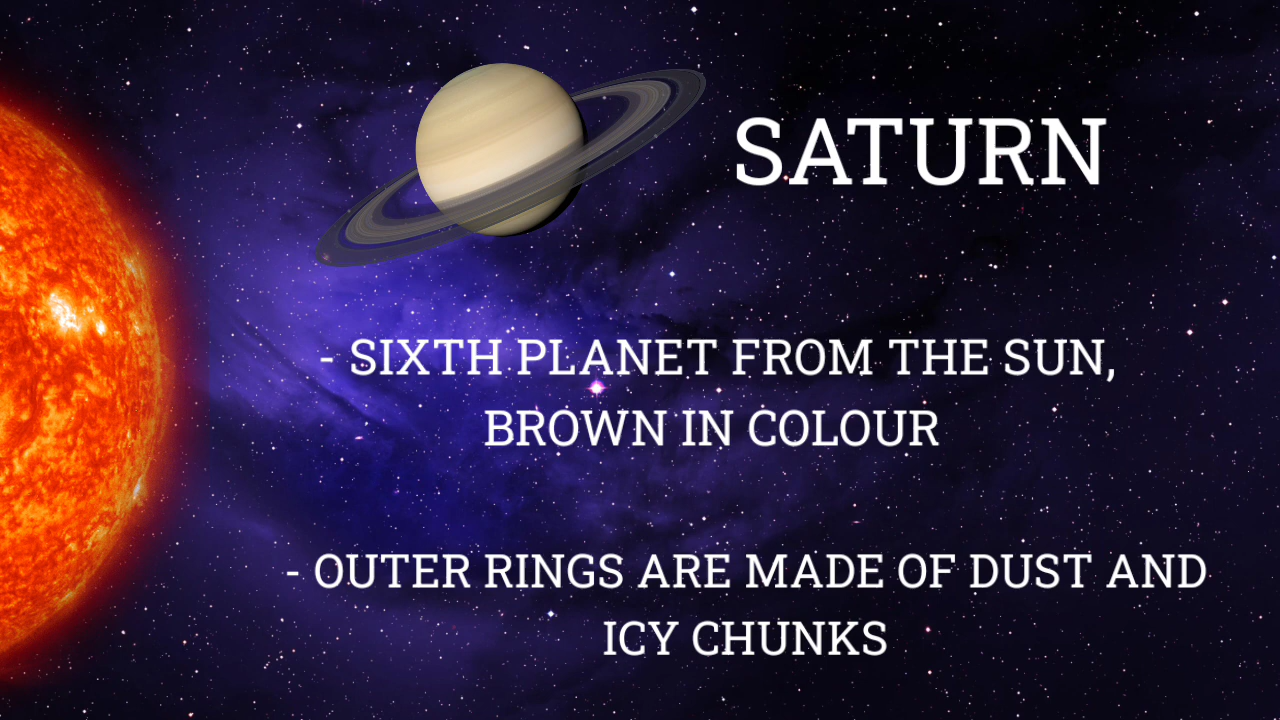 SATURN
- SIXTH PLANET FROM THE SUN,
BROWN IN COLOUR
- OUTER RINGS ARE MADE OF DUST AND
ICY CHUNKS